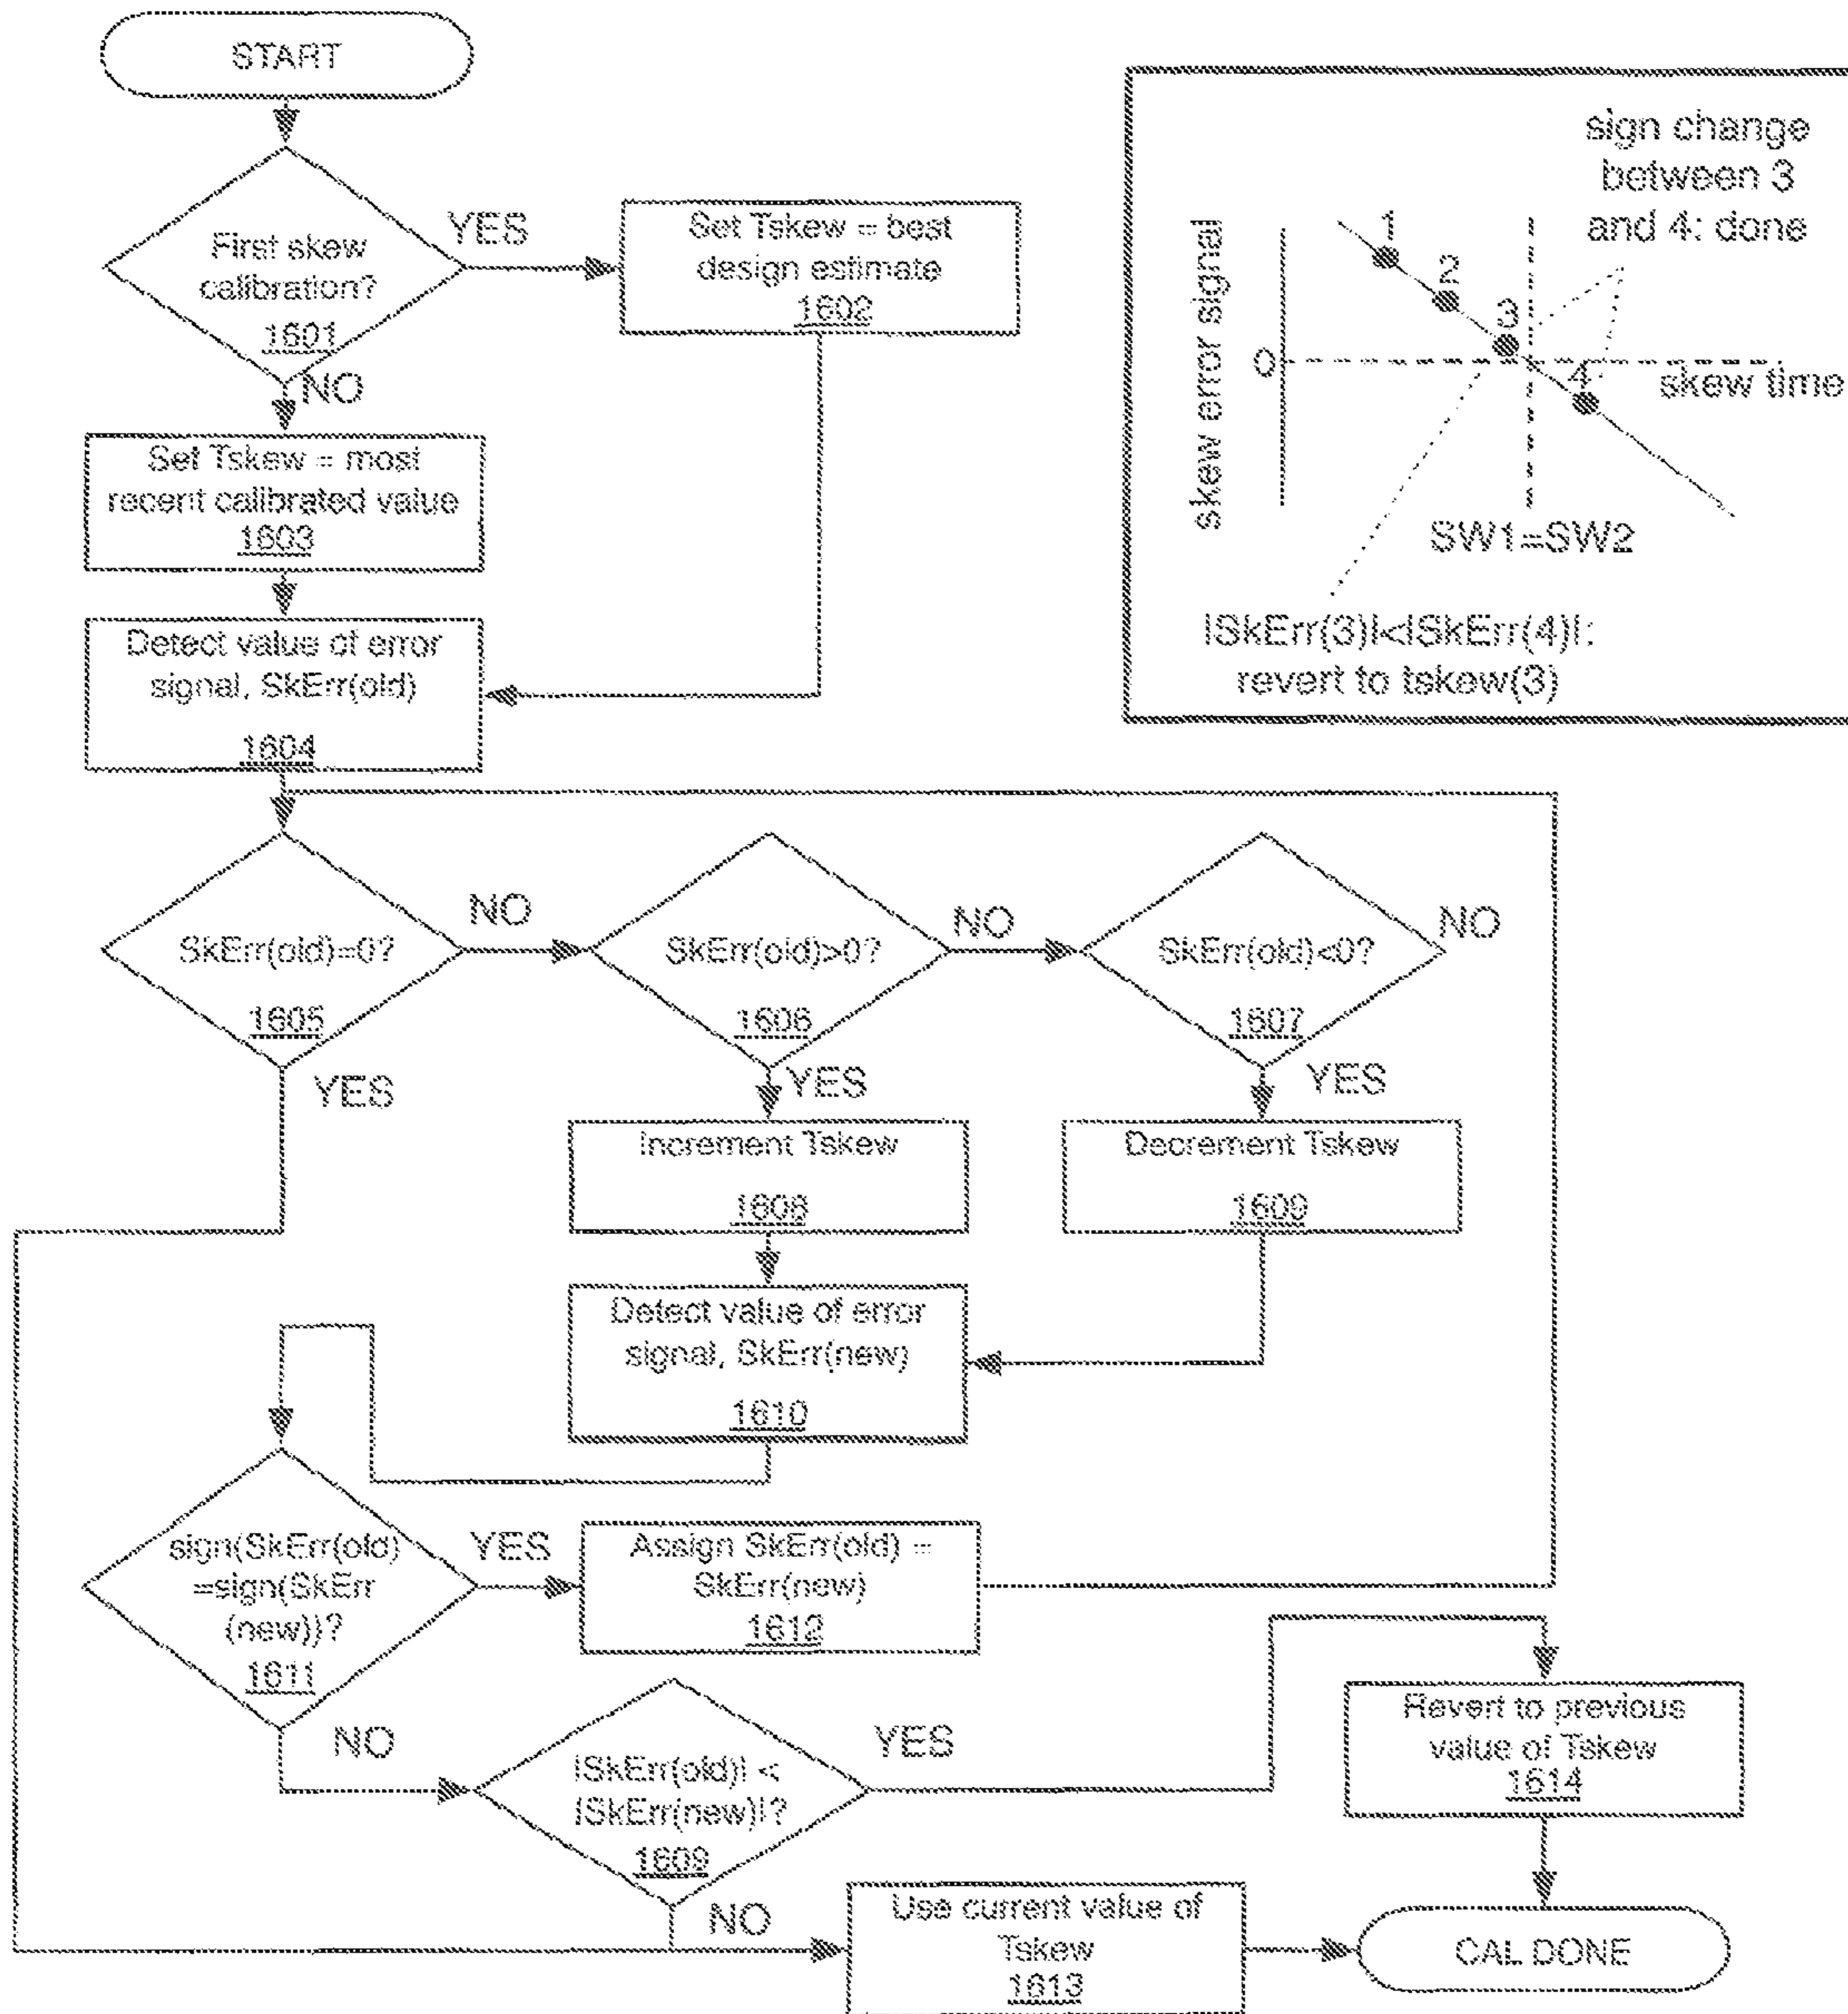 START
First skew
calibration?
1601
YES
Set Tskew = best
design estimate
1602
NO
Set Tskew = most
recent calibrated value
1603
Detect value of error
signal, SkErr(old)
1604
sign change
between 3
and 4: done
skew error signal
1
2
3
4
0
skew time
SW1=SW2
|SkErr(3)|<|SkErr(4)|:
revert to tskew(3)
SkErr(old)=0?
1605
NO
SkErr(old)>0?
1606
NO
SkErr(old)<0?
1607
NO
YES
YES
YES
Increment Tskew
1608
Decrement Tskew
1609
Detect value of error
signal, SkErr(new)
1610
sign(SkErr(old)
=sign(SkErr
(new))?
1611
YES
Assign SkErr(old) =
SkErr(new)
1612
NO
|SkErr(old)| <
|SkErr(new)|?
1609
YES
Revert to previous
value of Tskew
1614
NO
Use current value of
Tskew
1613
CAL DONE